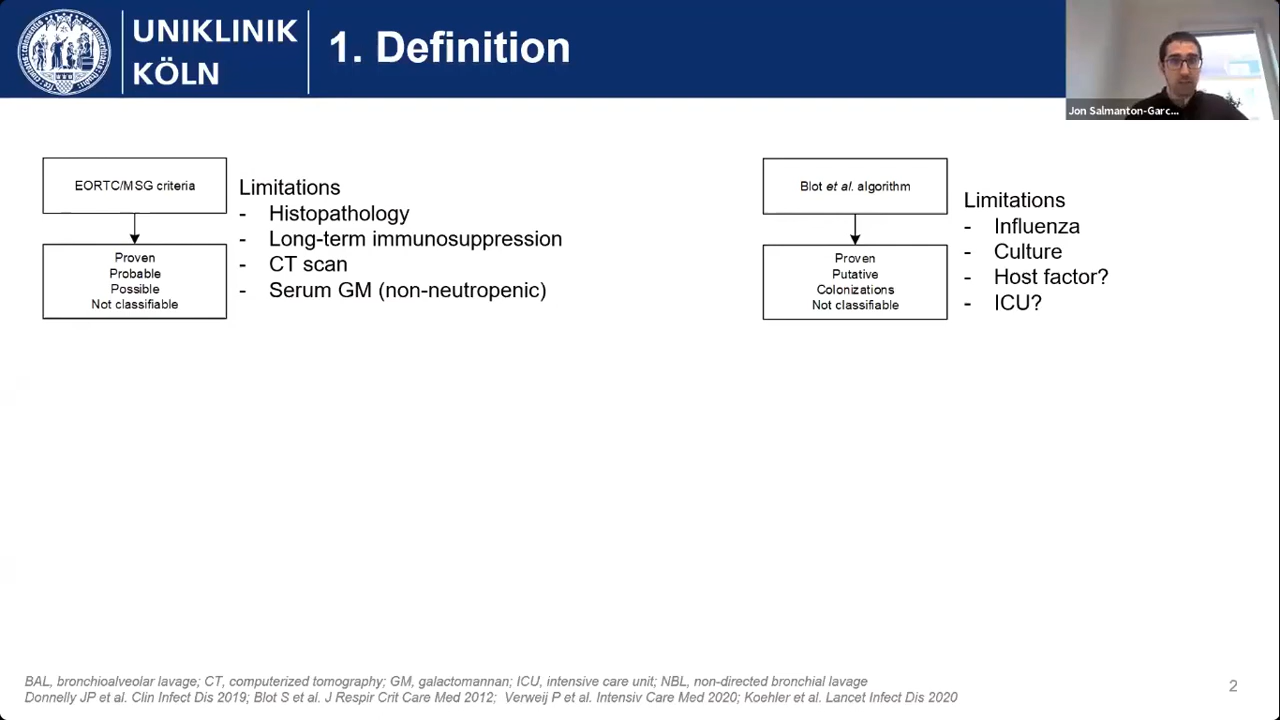 UNIKLINIK
KÖLN
1. Definition
Jon Salmanton-Garc...
EORTC/MSG criteria
Proven
Probable
Possible
Not classifiable
Limitations
- Histopathology
- Long-term immunosuppression
- CT scan
- Serum GM (non-neutropenic)
Blot et al. algorithm
Proven
Putative
Colonizations
Not classifiable
Limitations
- Influenza
- Culture
- Host factor?
- ICU?
BAL, bronchioalveolar lavage; CT, computerized tomography; GM, galactomannan; ICU, intensive care unit; NBL, non-directed bronchial lavage
Donnelly JP et al. Clin Infect Dis 2019; Blot S et al. J Respir Crit Care Med 2012; Verweij P et al. Intensiv Care Med 2020; Koehler et al. Lancet Infect Dis 2020
2